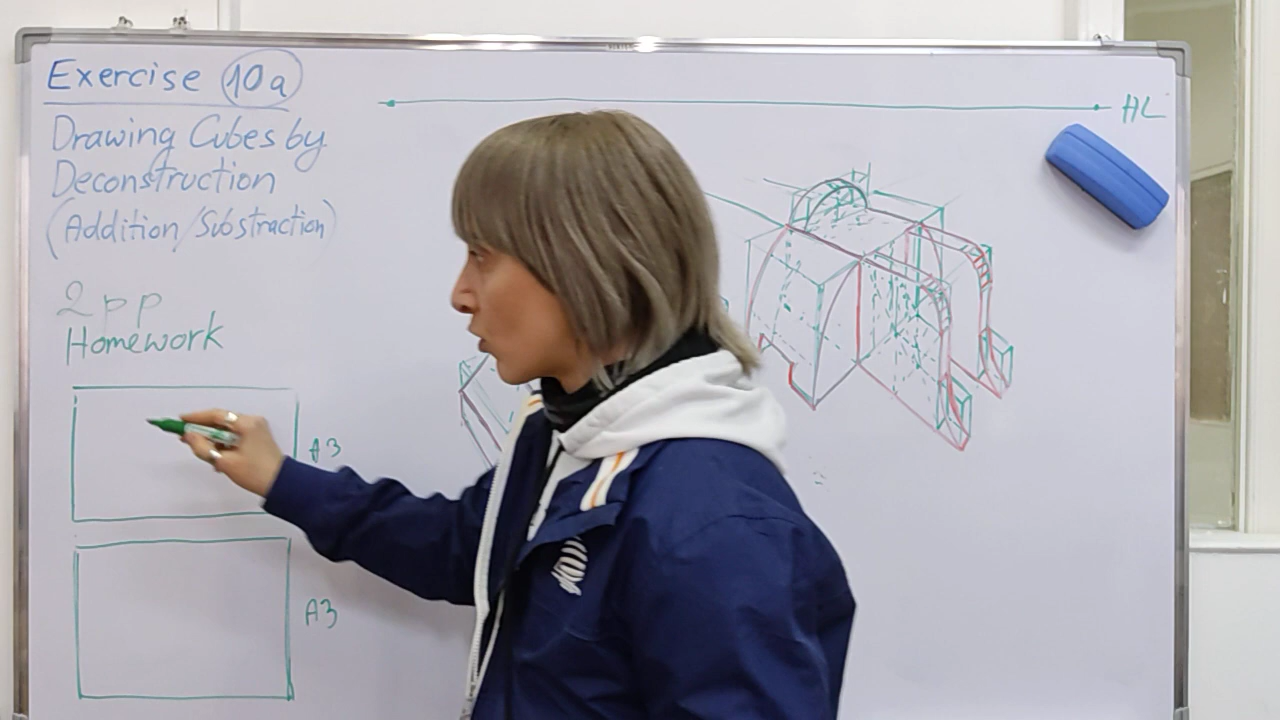 Exercise 10a
Drawing Cubes by
Deconstruction
(Addition/Substraction)
2 pp
Homework
A3
A3
HL